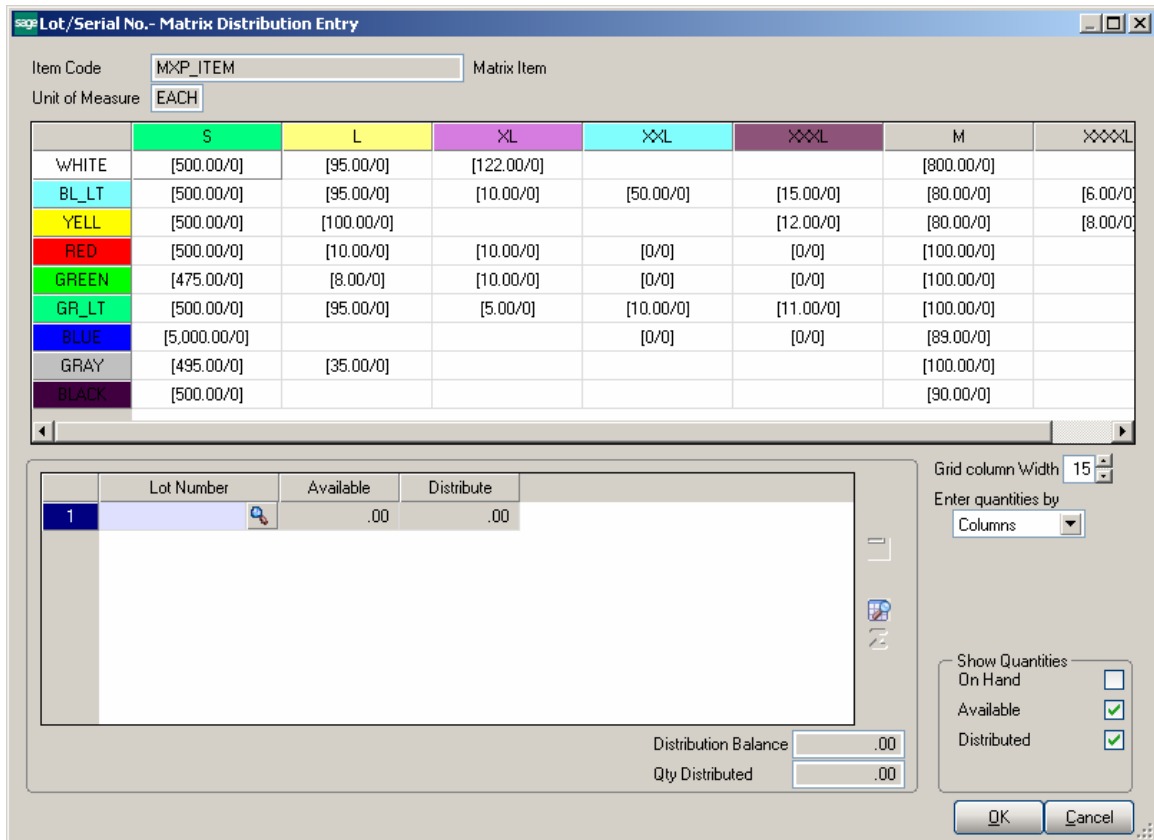 sage Lot/Serial No.- Matrix Distribution Entry
Item Code MXP_ITEM Matrix Item
Unit of Measure EACH
S L XL XXL XXXL M XXXXL
WHITE [500.00/0] [95.00/0] [122.00/0] [800.00/0]
BL_LT [500.00/0] [95.00/0] [10.00/0] [50.00/0] [15.00/0] [80.00/0] [6.00/0]
YELL [500.00/0] [100.00/0] [12.00/0] [80.00/0] [8.00/0]
RED [500.00/0] [10.00/0] [10.00/0] [0/0] [0/0] [100.00/0]
GREEN [475.00/0] [8.00/0] [10.00/0] [0/0] [0/0] [100.00/0]
GR_LT [500.00/0] [95.00/0] [5.00/0] [10.00/0] [11.00/0] [100.00/0]
BLUE [5,000.00/0] [0/0] [0/0] [89.00/0]
GRAY [495.00/0] [35.00/0] [100.00/0]
BLACK [500.00/0] [90.00/0]
Grid column Width 15
Lot Number Available Distribute
Enter quantities by
1 .00 .00
Columns
Show Quantities
On Hand
Available
Distributed
Distribution Balance .00
Qty Distributed .00
OK Cancel